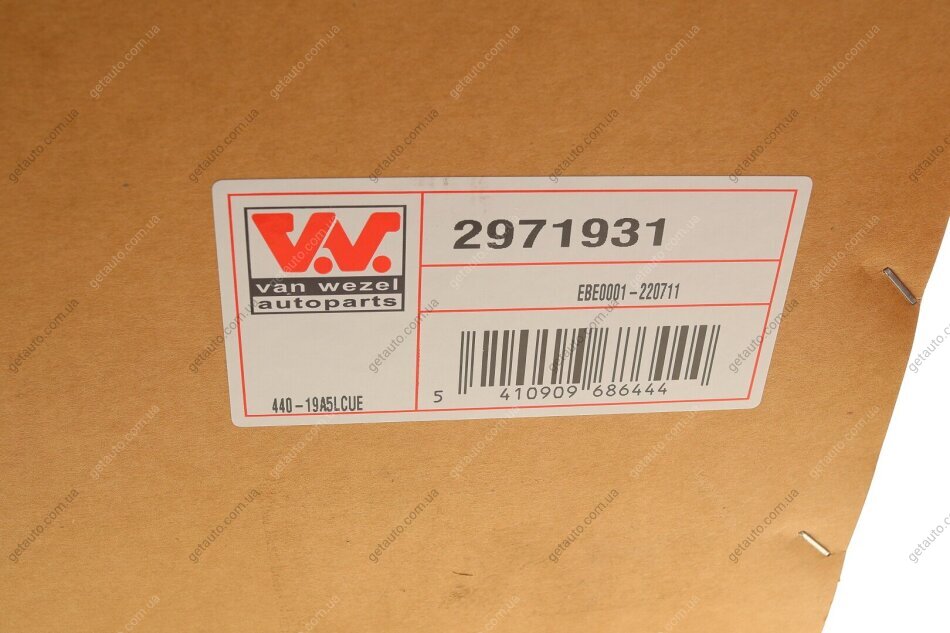 V.V.
van wezel
autoparts
440-19A5LCUE
2971931
EBE0001-220711
5 410909 686444
getauto.com.ua